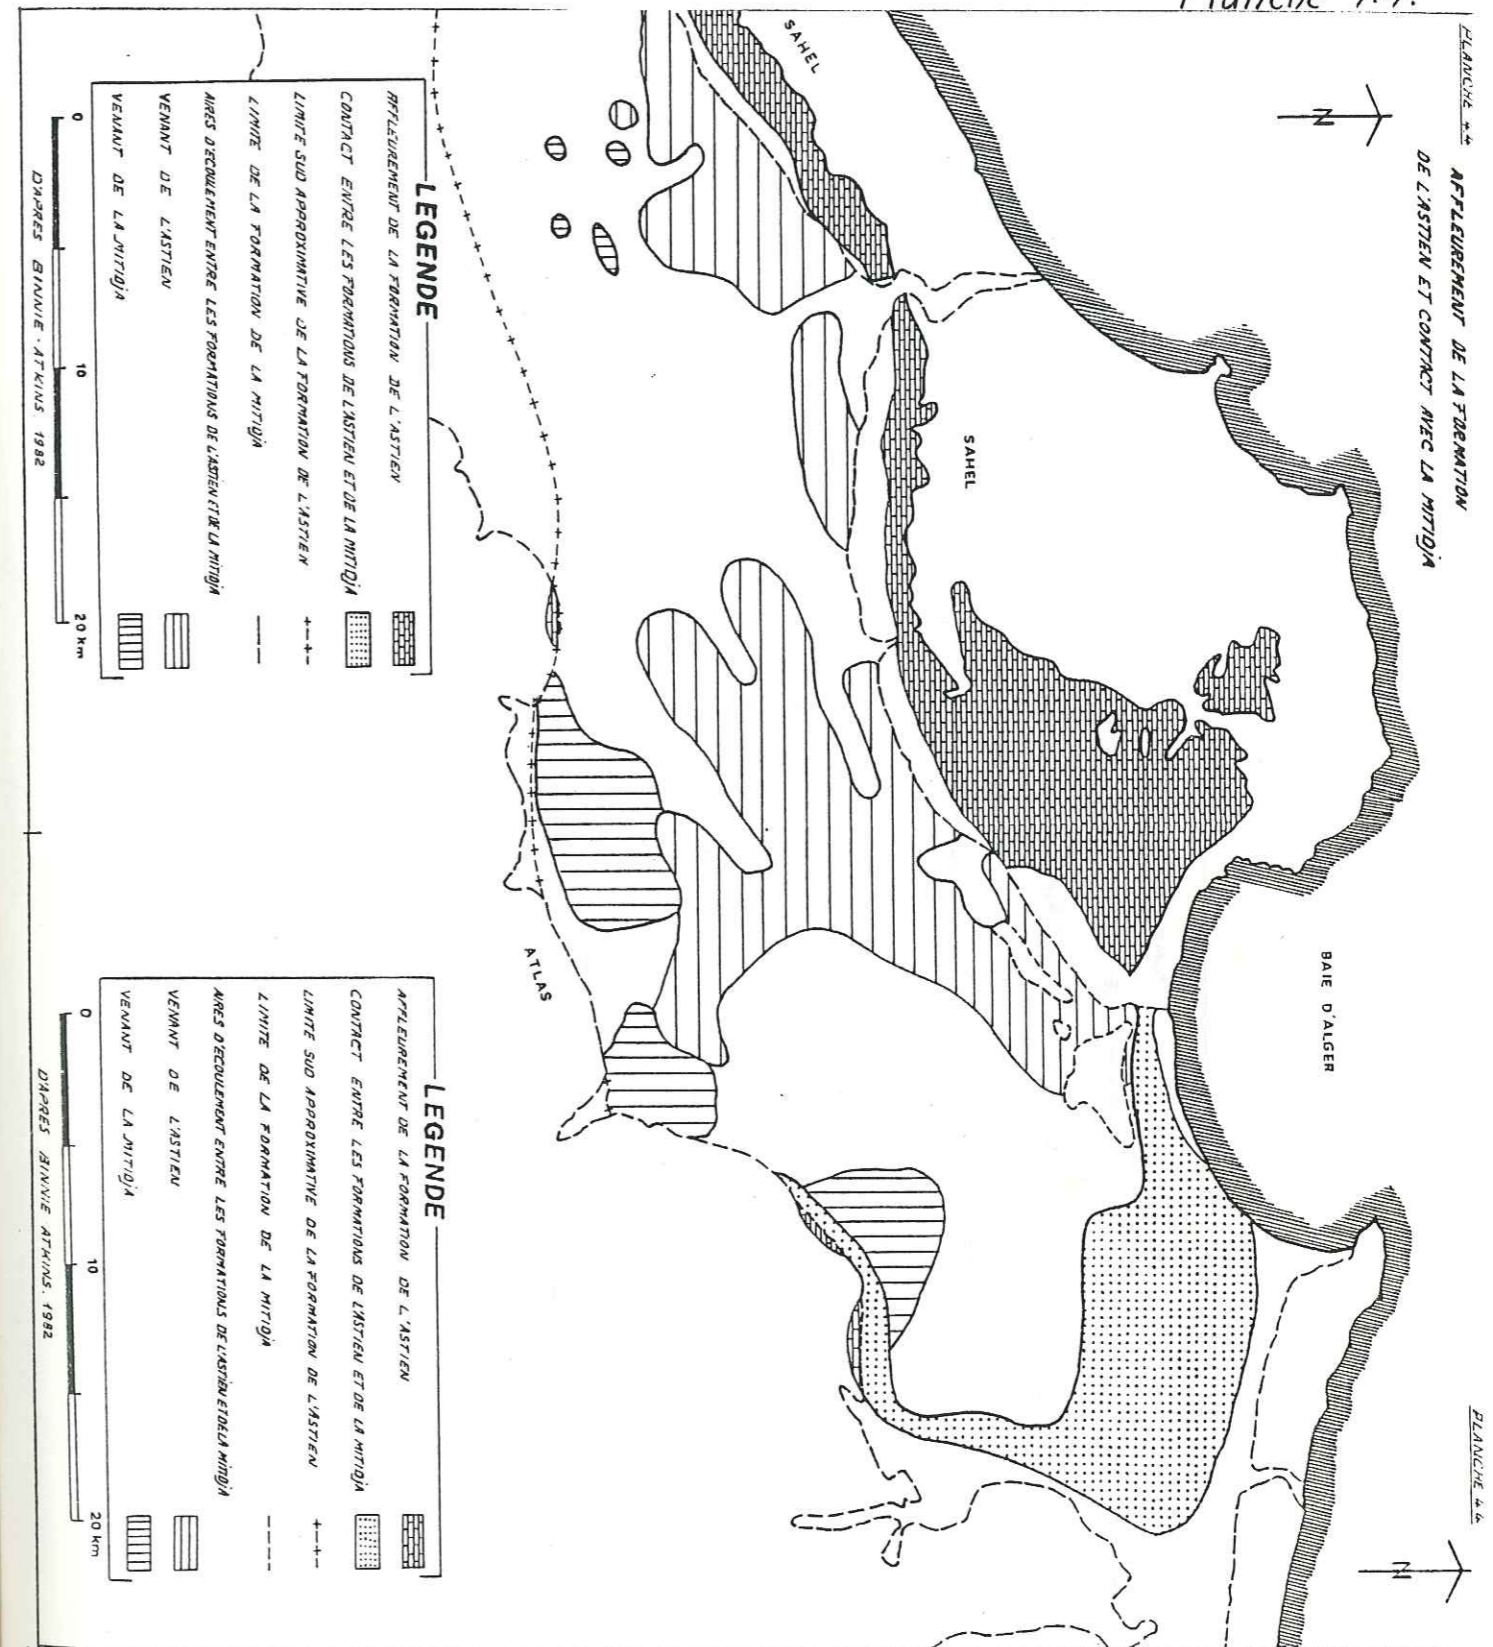 PLANCHE 4.4
AFFLEUREMENT DE LA FORMATION
DE L'ASTIEN ET CONTACT AVEC LA MITIDJA
N
PLANCHE 4.4
N
SAHEL
SAHEL
BAIE D'ALGER
ATLAS
LEGENDE
AFFLEUREMENT DE LA FORMATION DE L'ASTIEN
CONTACT ENTRE LES FORMATIONS DE L'ASTIEN ET DE LA MITIDJA
LIMITE SUD APPROXIMATIVE DE LA FORMATION DE L'ASTIEN
LIMITE DE LA FORMATION DE LA MITIDJA
AIRES D'ECOULEMENT ENTRE LES FORMATIONS DE L'ASTIEN ET DE LA MITIDJA
VENANT DE L'ASTIEN
VENANT DE LA MITIDJA
0 10 20 km
D'APRES BINNIE - ATKINS. 1982
LEGENDE
AFFLEUREMENT DE LA FORMATION DE L'ASTIEN
CONTACT ENTRE LES FORMATIONS DE L'ASTIEN ET DE LA MITIDJA
LIMITE SUD APPROXIMATIVE DE LA FORMATION DE L'ASTIEN
LIMITE DE LA FORMATION DE LA MITIDJA
AIRES D'ECOULEMENT ENTRE LES FORMATIONS DE L'ASTIEN ET DE LA MITIDJA
VENANT DE L'ASTIEN
VENANT DE LA MITIDJA
0 10 20 km
D'APRES BINNIE ATKINS. 1982